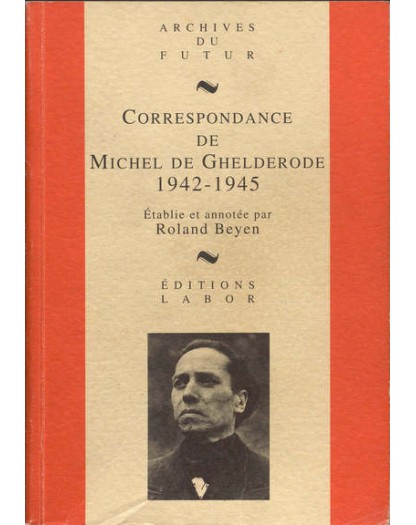 ARCHIVES
DU
FUTUR
CORRESPONDANCE
DE
MICHEL DE GHELDERODE
1942-1945
Établie et annotée par
Roland Beyen
ÉDITIONS
LABOR